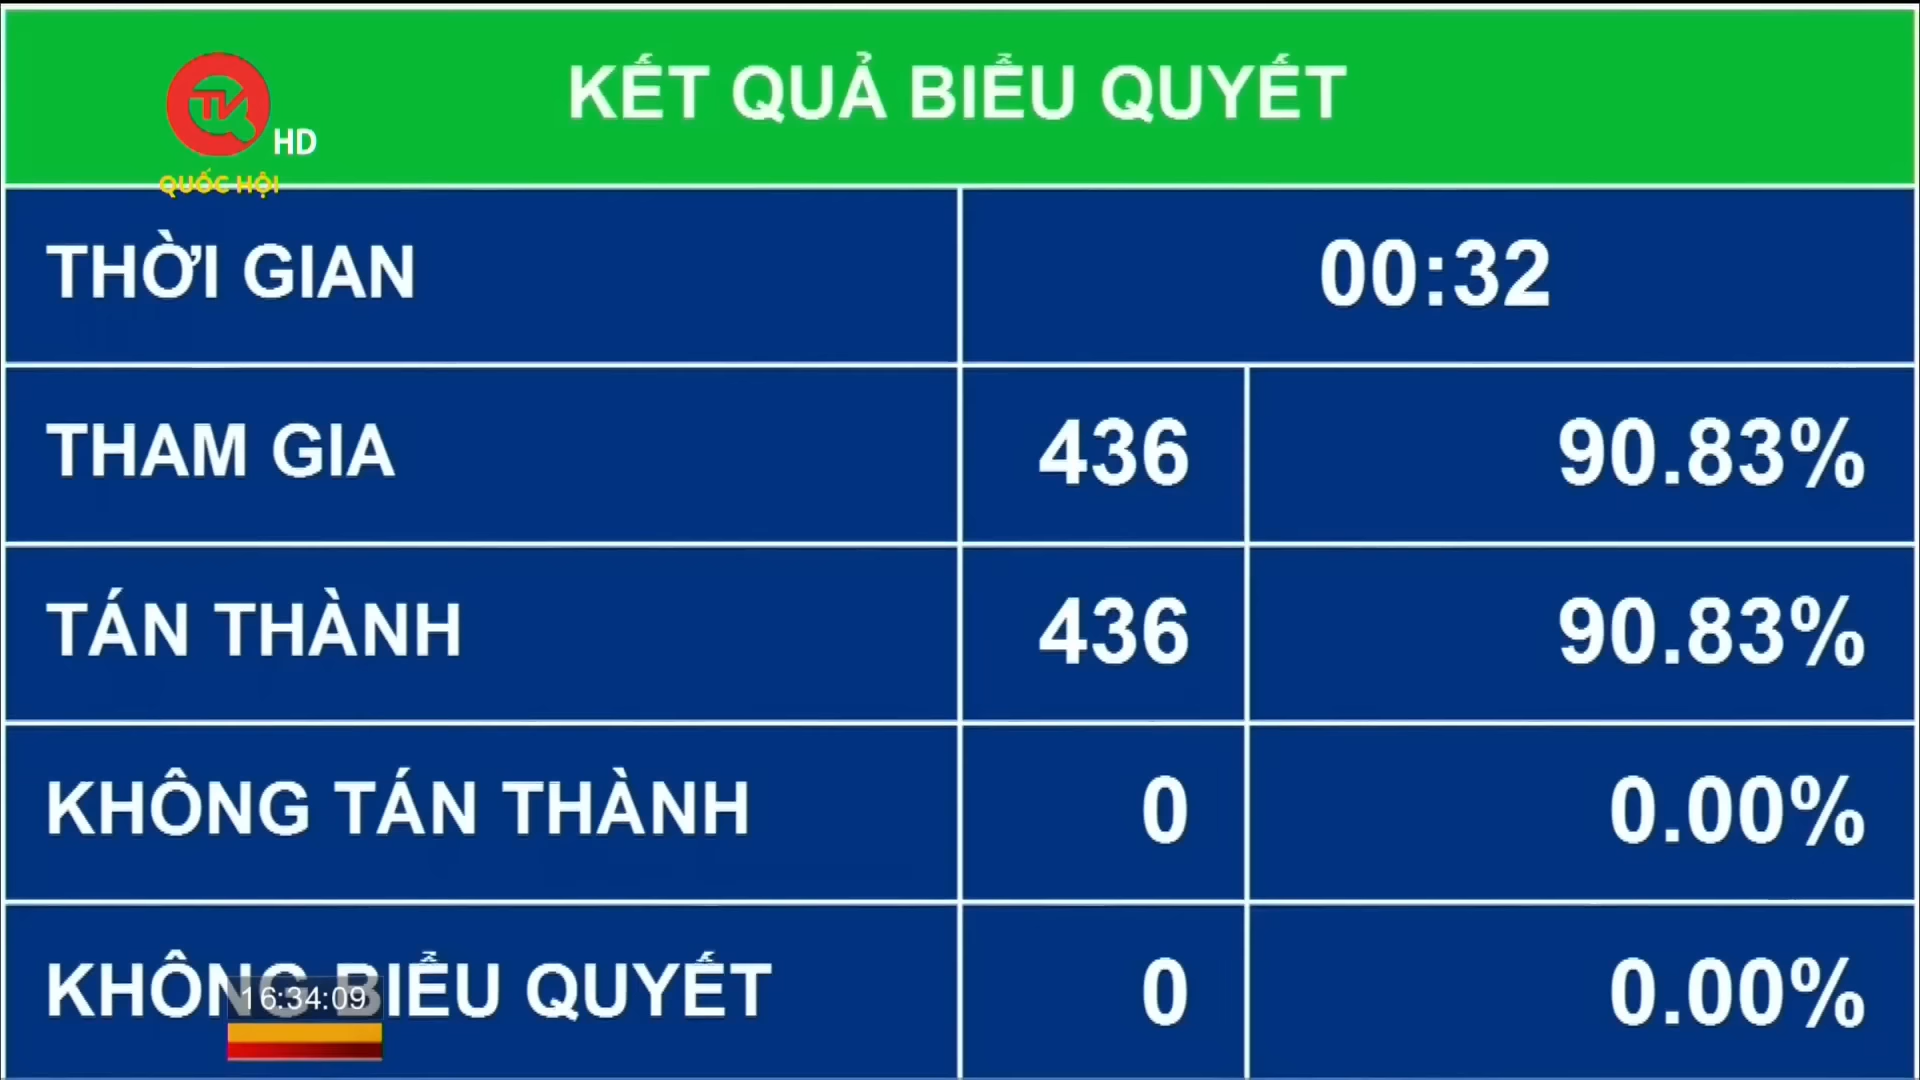 KẾT QUẢ BIỂU QUYẾT
TV HD
QUỐC HỘI
THỜI GIAN 00:32
THAM GIA 436 90.83%
TÁN THÀNH 436 90.83%
KHÔNG TÁN THÀNH 0 0.00%
KHÔNG BIỂU QUYẾT 0 0.00%
16:34:09